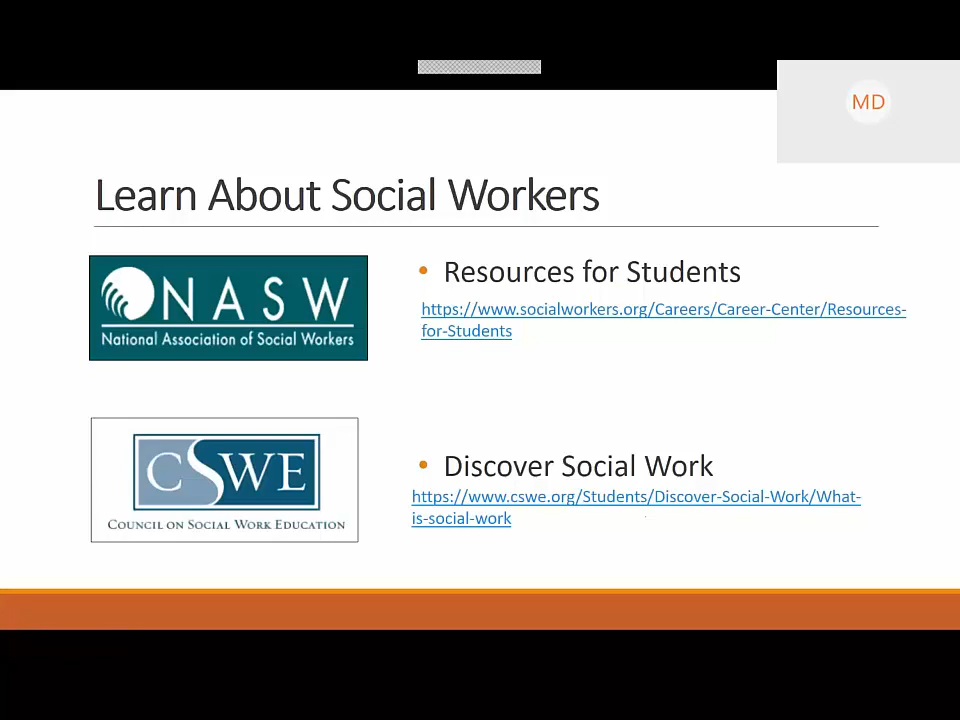 MD
Learn About Social Workers
NASW
National Association of Social Workers
• Resources for Students
https://www.socialworkers.org/Careers/Career-Center/Resources-
for-Students
CSWE
COUNCIL ON SOCIAL WORK EDUCATION
• Discover Social Work
https://www.cswe.org/Students/Discover-Social-Work/What-
is-social-work